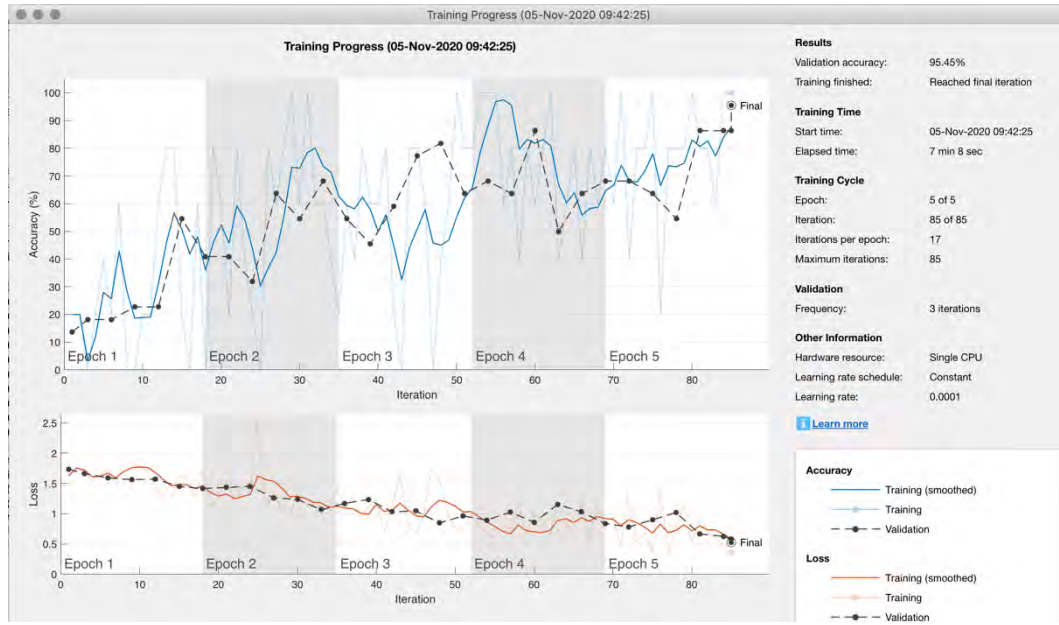 Training Progress (05-Nov-2020 09:42:25)
Training Progress (05-Nov-2020 09:42:25)
100
90
80
70
60
50
40
30
20
10
0
Accuracy (%)
Final
Epoch 1 Epoch 2 Epoch 3 Epoch 4 Epoch 5
0 10 20 30 40 50 60 70 80
Iteration
2.5
2
1.5
1
0.5
0
Loss
Final
Epoch 1 Epoch 2 Epoch 3 Epoch 4 Epoch 5
0 10 20 30 40 50 60 70 80
Iteration
Results
Validation accuracy: 95.45%
Training finished: Reached final iteration
Training Time
Start time: 05-Nov-2020 09:42:25
Elapsed time: 7 min 8 sec
Training Cycle
Epoch: 5 of 5
Iteration: 85 of 85
Iterations per epoch: 17
Maximum iterations: 85
Validation
Frequency: 3 iterations
Other Information
Hardware resource: Single CPU
Learning rate schedule: Constant
Learning rate: 0.0001
i Learn more
Accuracy
Training (smoothed)
Training
Validation
Loss
Training (smoothed)
Training
Validation